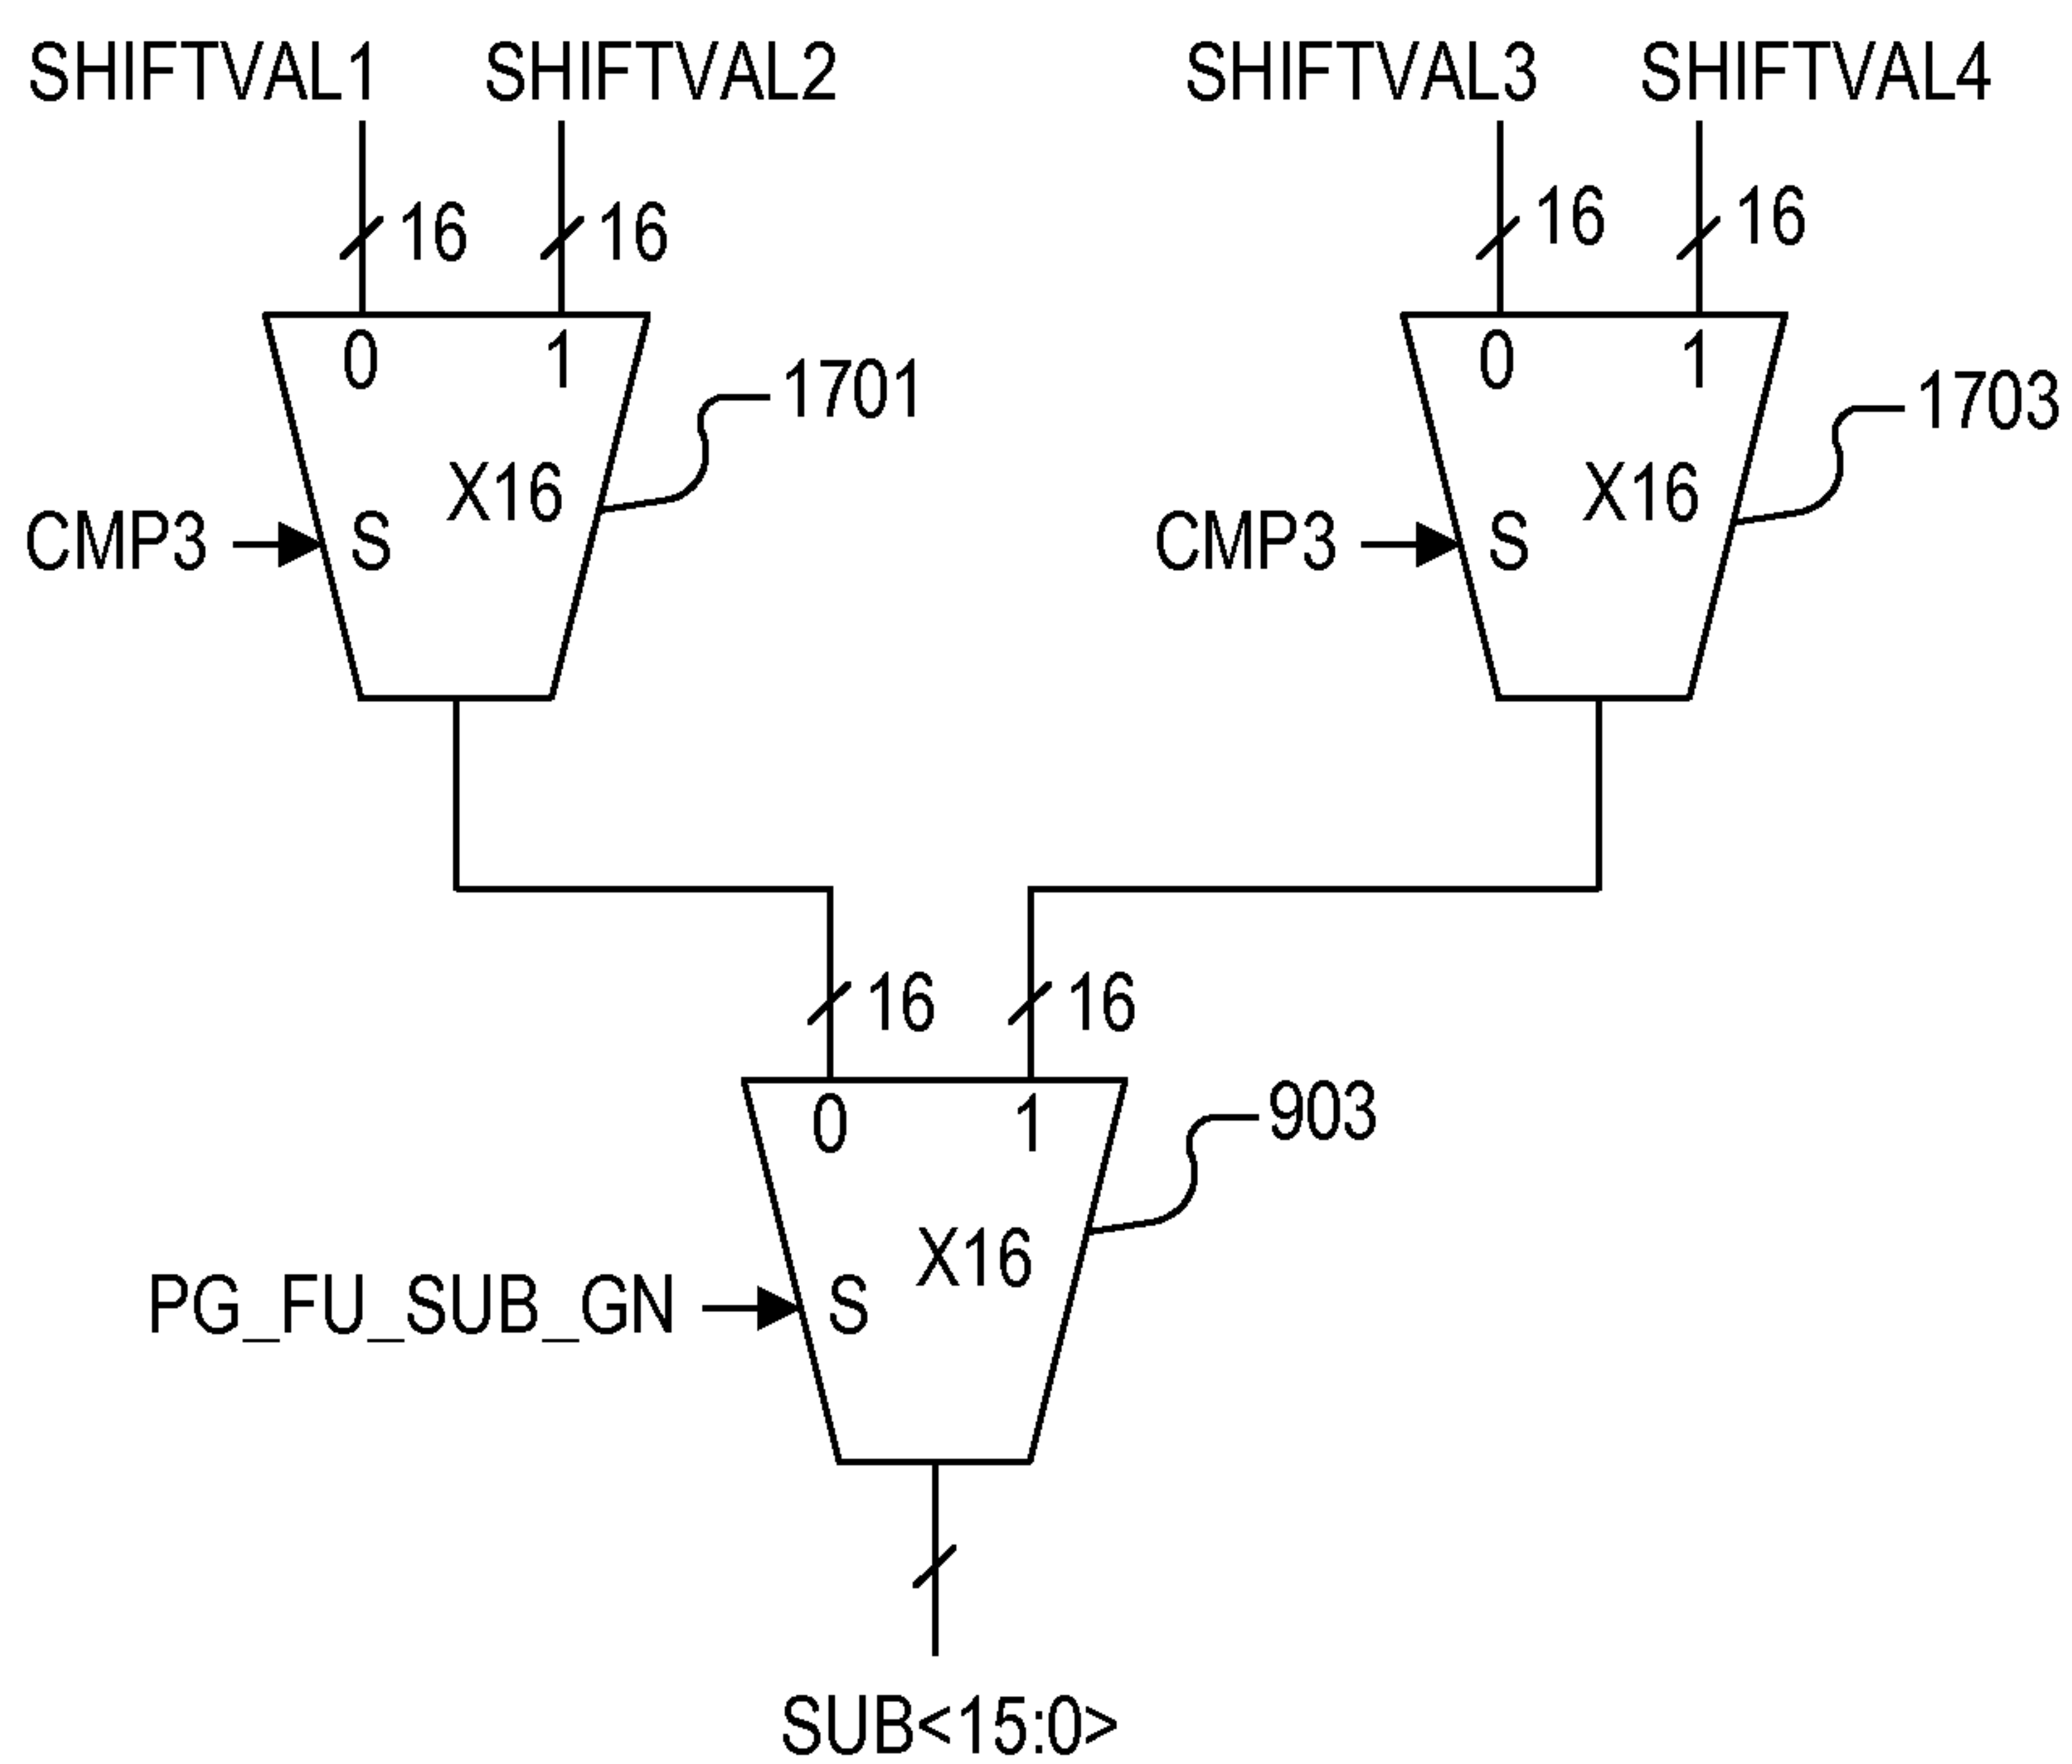 SHIFTVAL1 SHIFTVAL2 SHIFTVAL3 SHIFTVAL4
16 16 16 16
0 1 0 1
1701 1703
X16 X16
CMP3 S CMP3 S
16 16
0 1 903
X16
PG_FU_SUB_GN S
SUB<15:0>